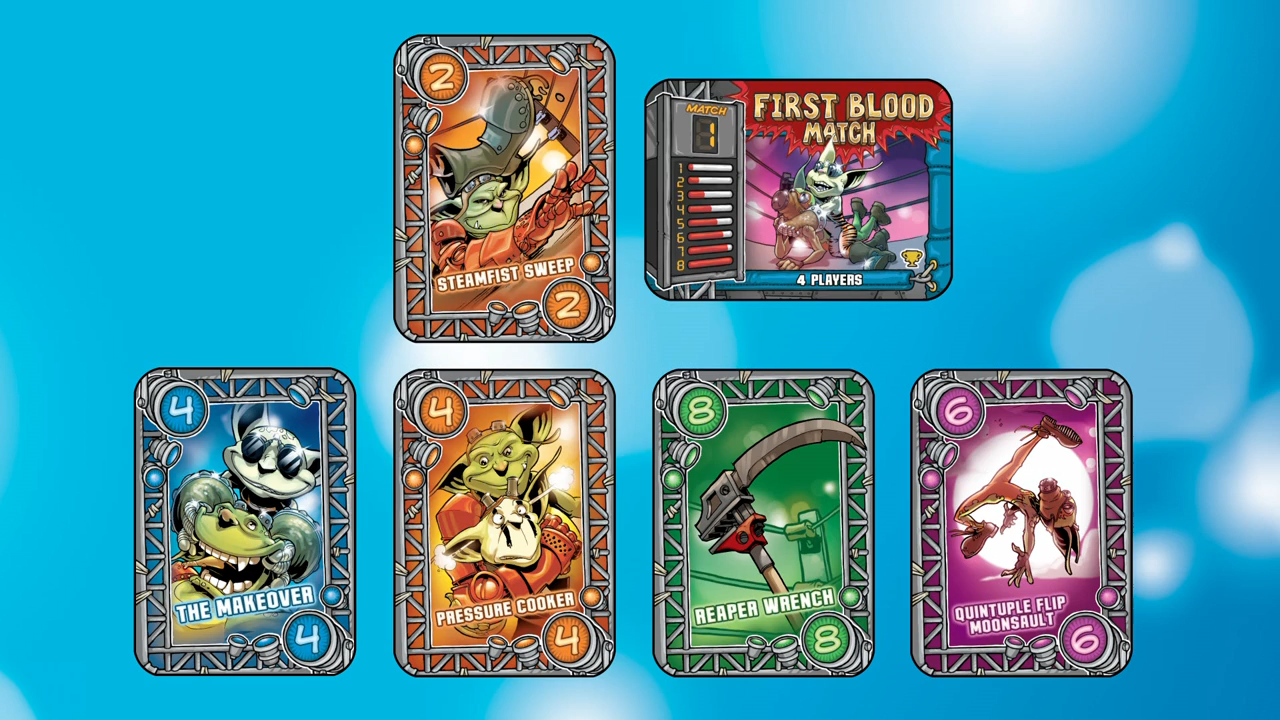 2
STEAMFIST SWEEP
2
MATCH
1
1
2
3
4
5
6
7
8
FIRST BLOOD
MATCH
4 PLAYERS
4
THE MAKEOVER
4
4
PRESSURE COOKER
4
8
REAPER WRENCH
8
6
QUINTUPLE FLIP
MOONSAULT
6